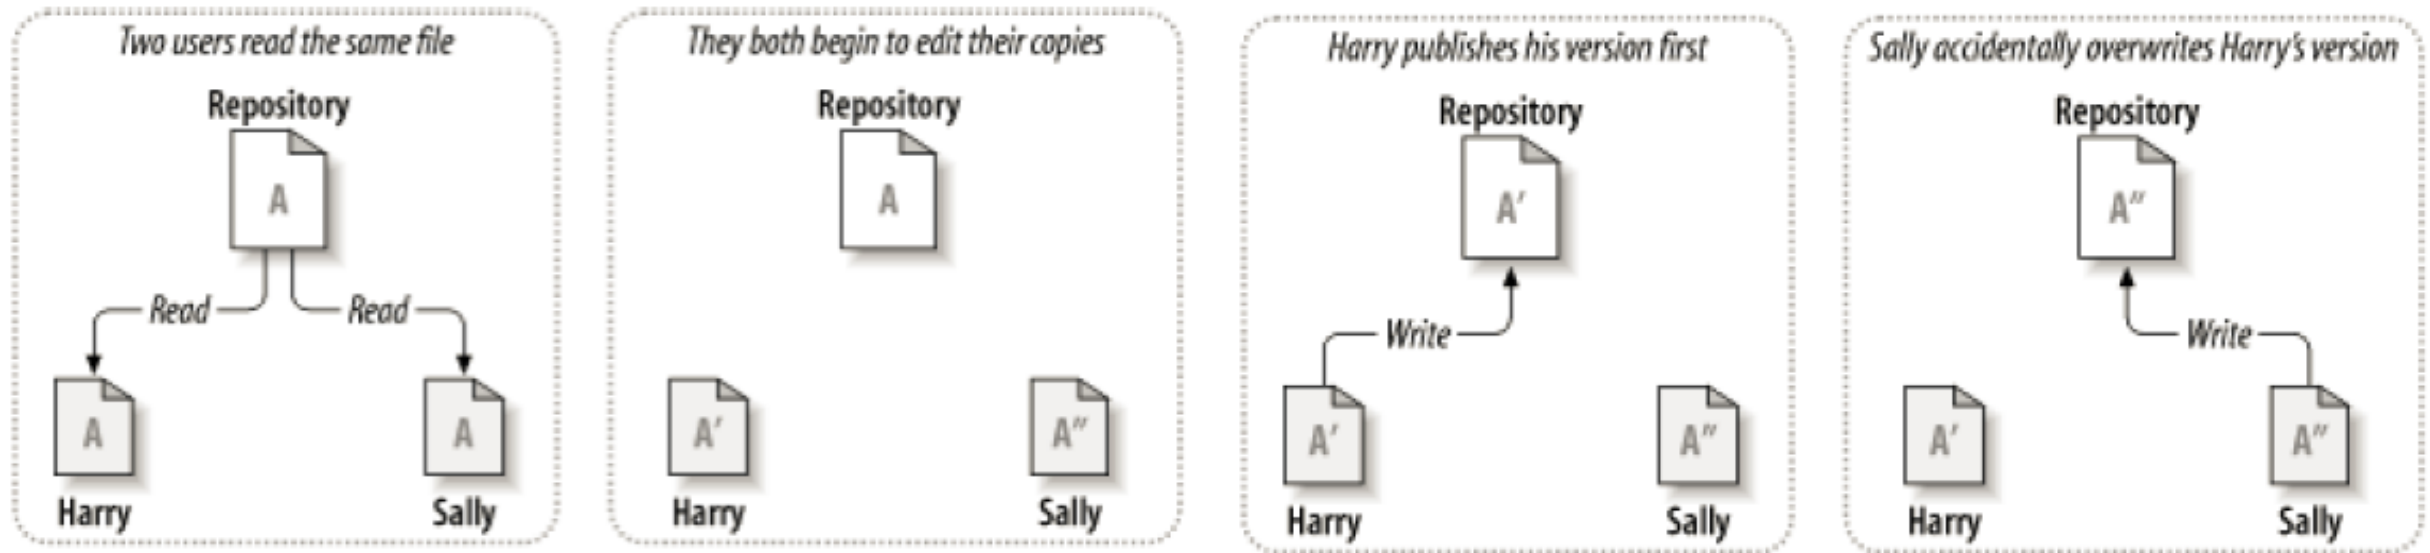 Two users read the same file
Repository
A
Read
Read
A
A
Harry
Sally
They both begin to edit their copies
Repository
A
A′
A″
Harry
Sally
Harry publishes his version first
Repository
A′
Write
A′
A″
Harry
Sally
Sally accidentally overwrites Harry's version
Repository
A″
Write
A′
A″
Harry
Sally